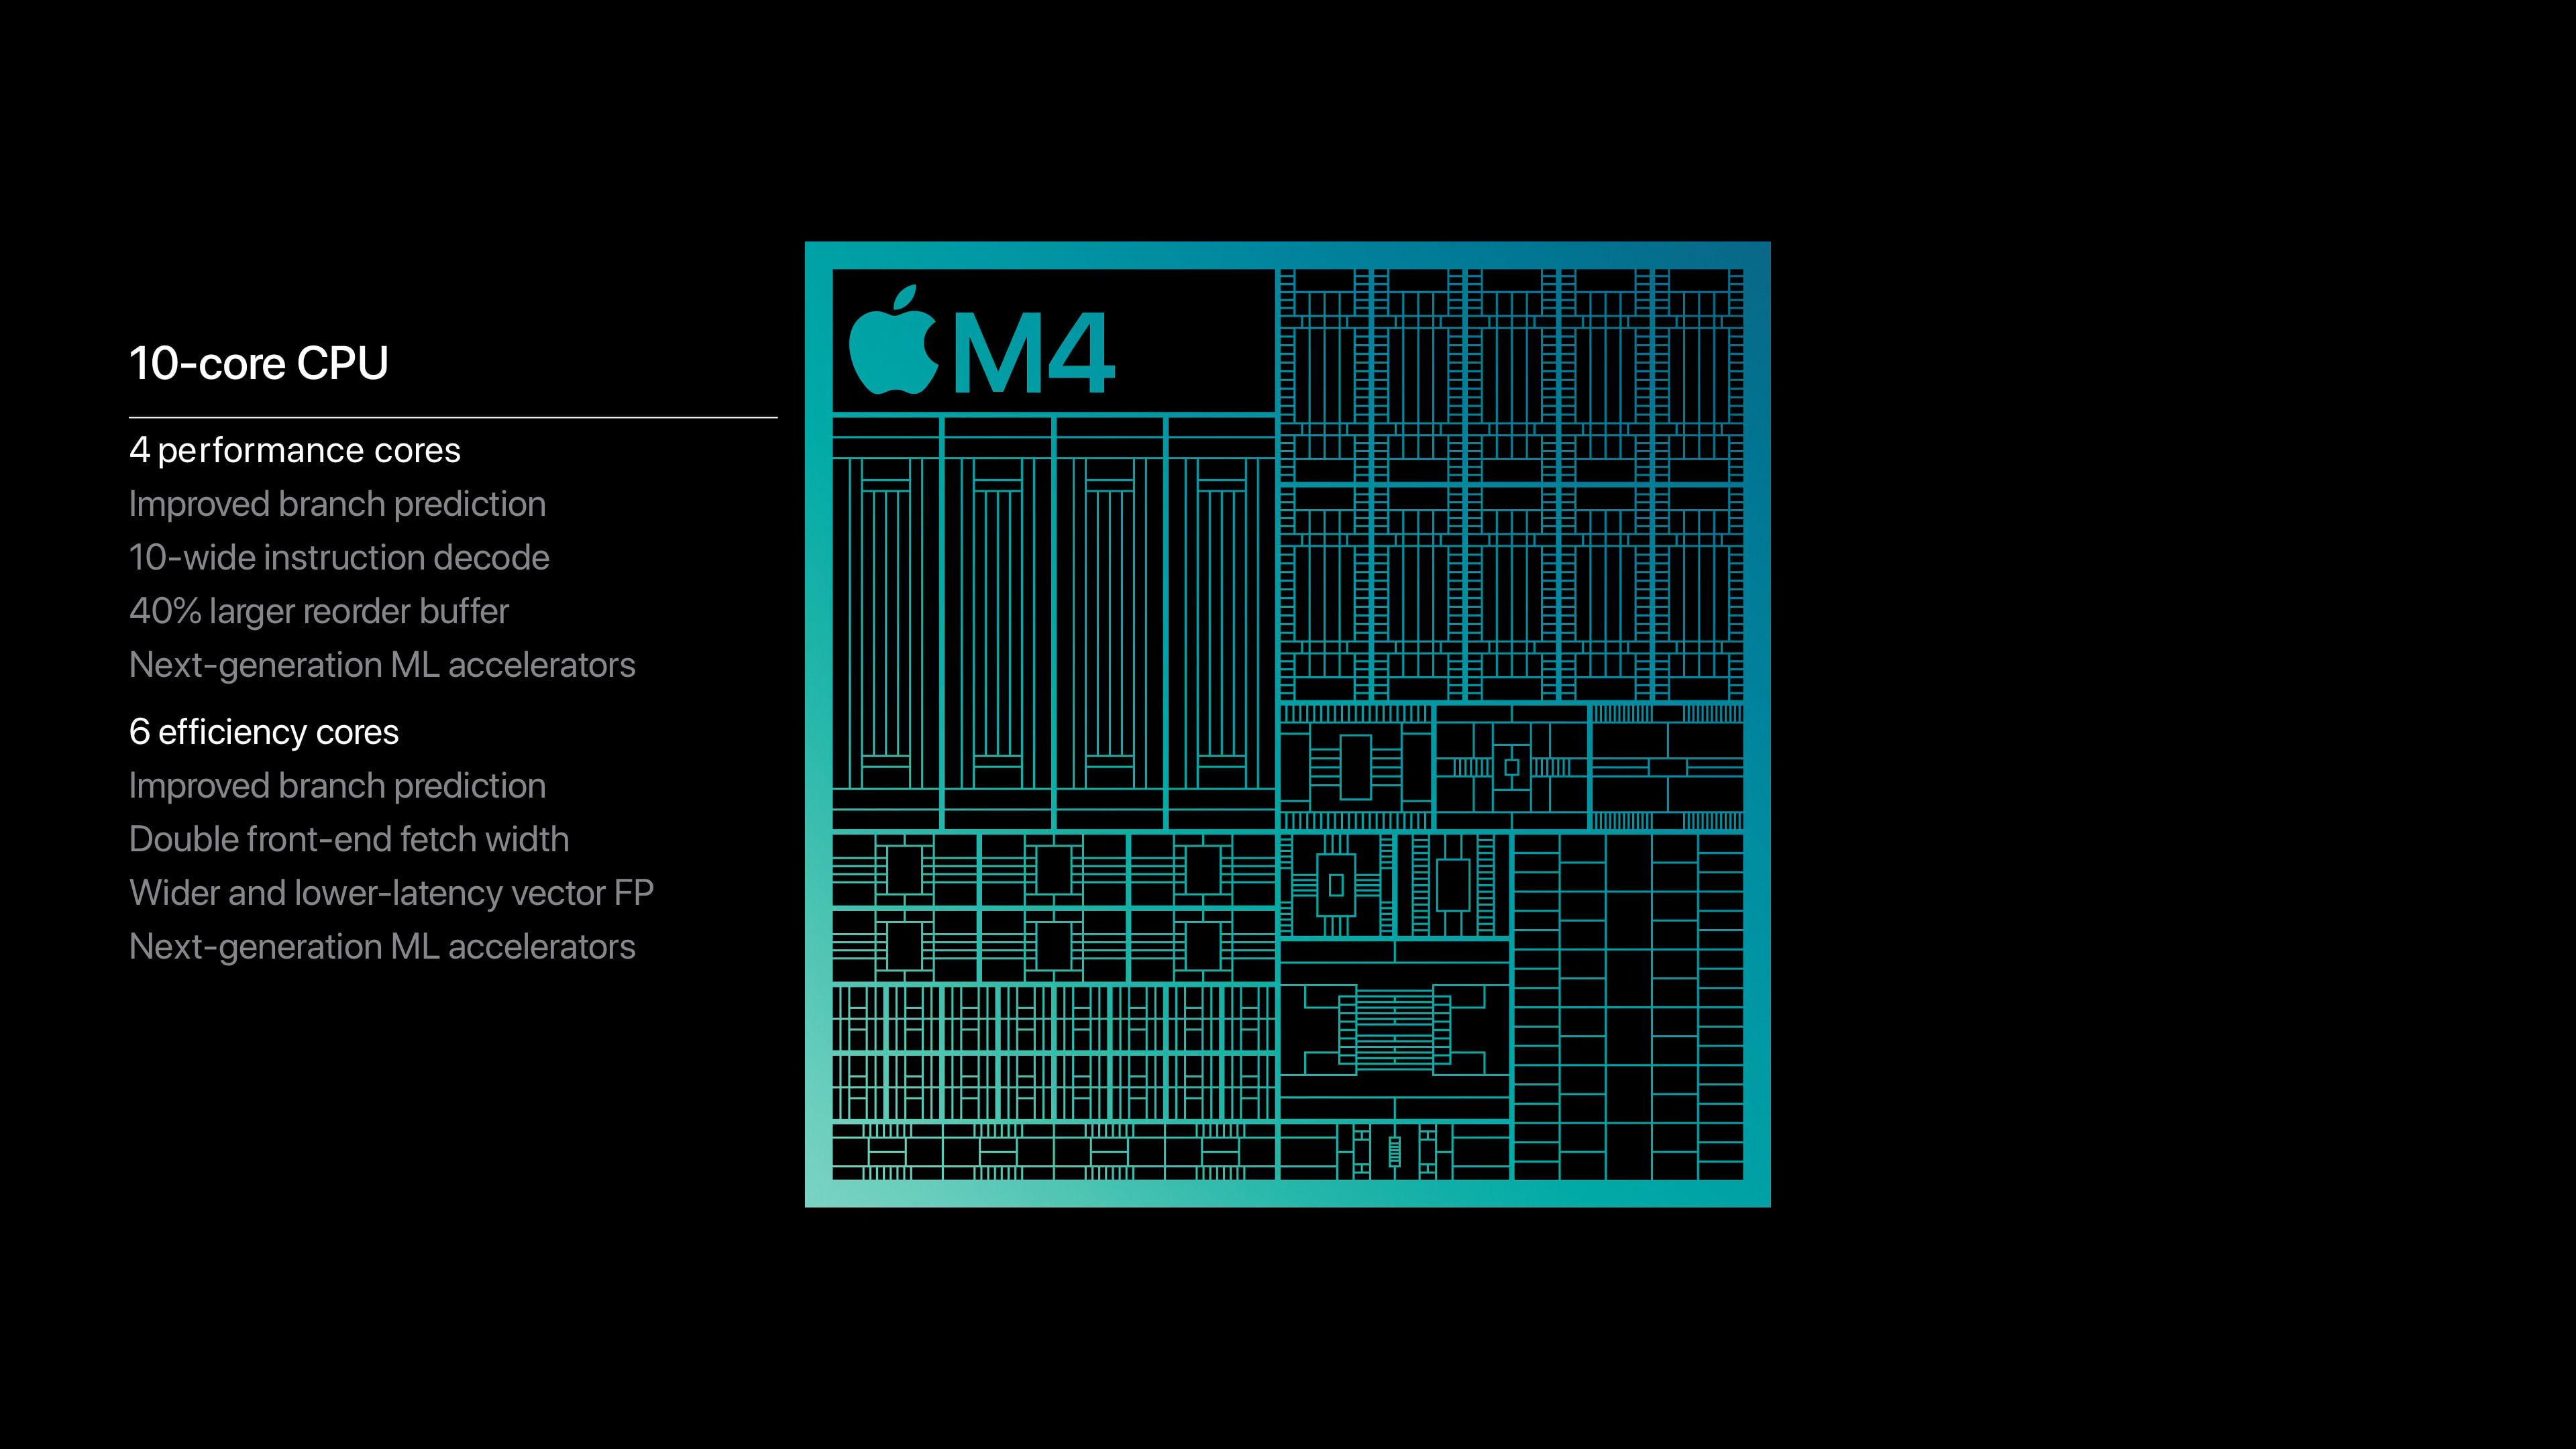 10-core CPU
4 performance cores
Improved branch prediction
10-wide instruction decode
40% larger reorder buffer
Next-generation ML accelerators
6 efficiency cores
Improved branch prediction
Double front-end fetch width
Wider and lower-latency vector FP
Next-generation ML accelerators
M4